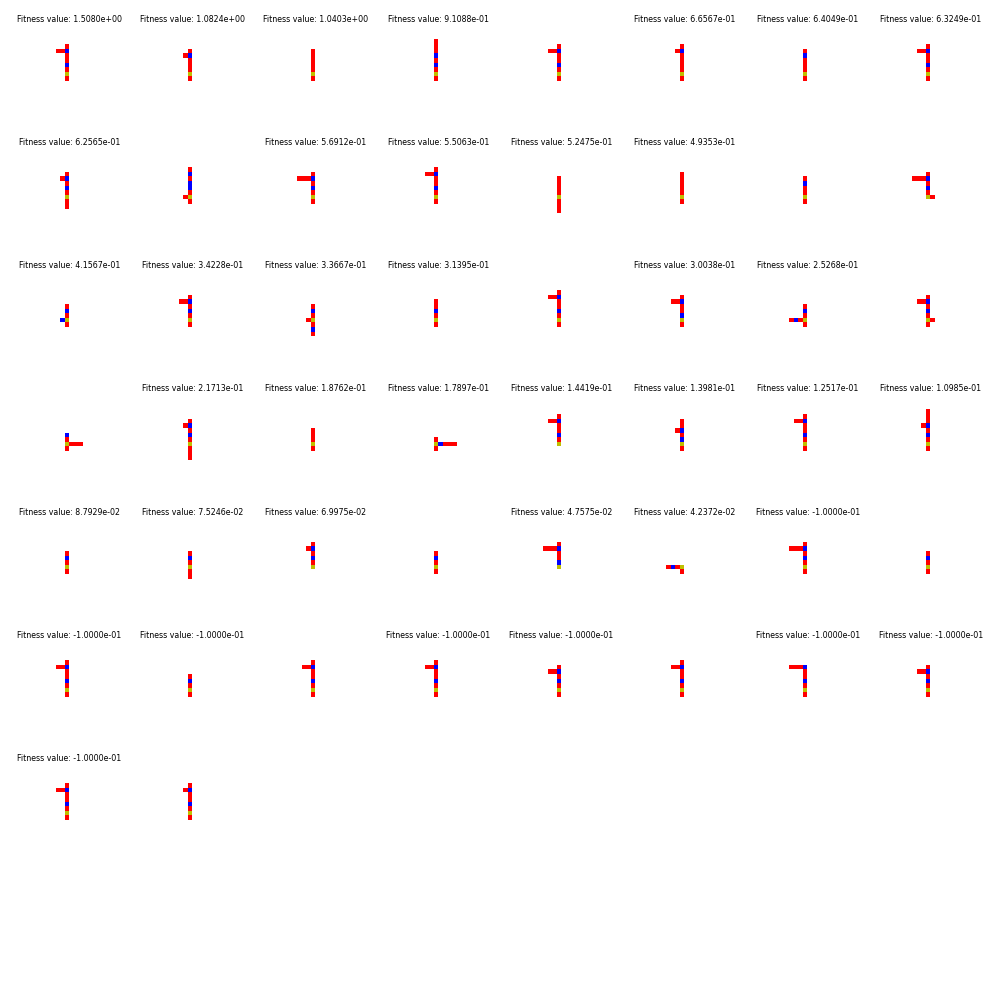 Fitness value: 1.5080e+00
Fitness value: 1.0824e+00
Fitness value: 1.0403e+00
Fitness value: 9.1088e-01
Fitness value: 6.6567e-01
Fitness value: 6.4049e-01
Fitness value: 6.3249e-01
Fitness value: 6.2565e-01
Fitness value: 5.6912e-01
Fitness value: 5.5063e-01
Fitness value: 5.2475e-01
Fitness value: 4.9353e-01
Fitness value: 4.1567e-01
Fitness value: 3.4228e-01
Fitness value: 3.3667e-01
Fitness value: 3.1395e-01
Fitness value: 3.0038e-01
Fitness value: 2.5268e-01
Fitness value: 2.1713e-01
Fitness value: 1.8762e-01
Fitness value: 1.7897e-01
Fitness value: 1.4419e-01
Fitness value: 1.3981e-01
Fitness value: 1.2517e-01
Fitness value: 1.0985e-01
Fitness value: 8.7929e-02
Fitness value: 7.5246e-02
Fitness value: 6.9975e-02
Fitness value: 4.7575e-02
Fitness value: 4.2372e-02
Fitness value: -1.0000e-01
Fitness value: -1.0000e-01
Fitness value: -1.0000e-01
Fitness value: -1.0000e-01
Fitness value: -1.0000e-01
Fitness value: -1.0000e-01
Fitness value: -1.0000e-01
Fitness value: -1.0000e-01